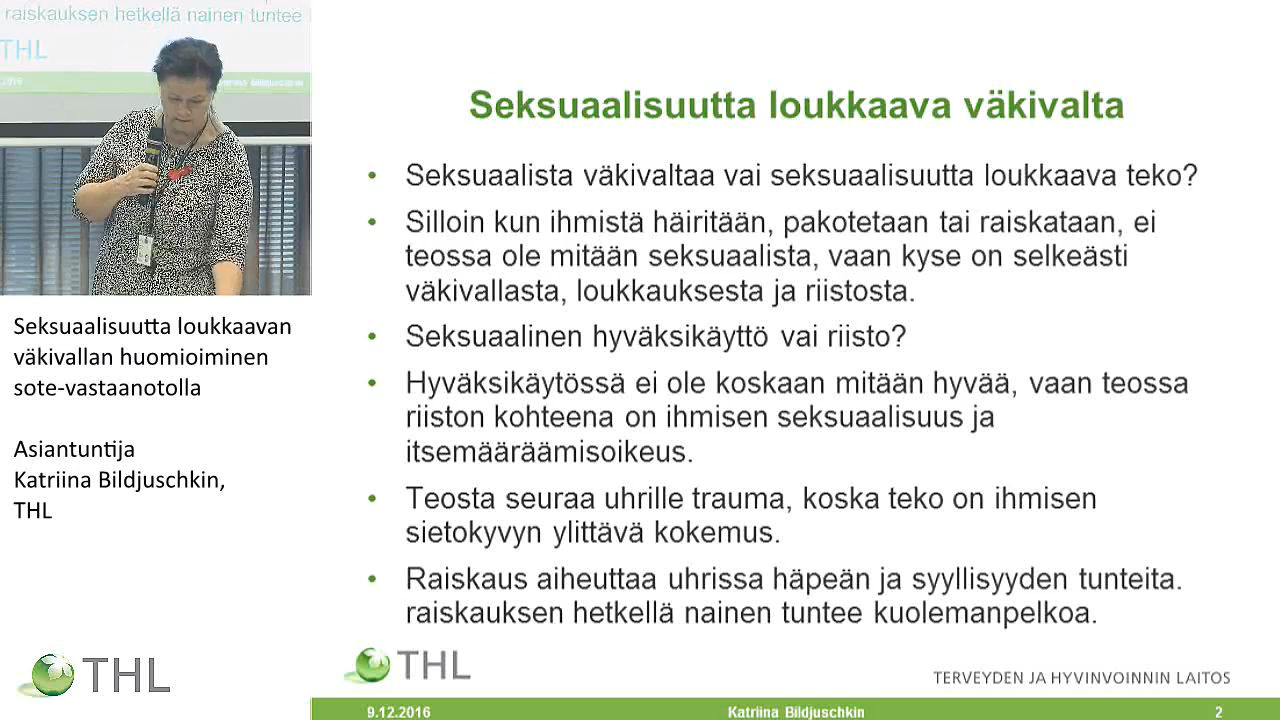 raiskauksen hetkellä nainen tuntee
THL
Seksuaalisuutta loukkaavan
väkivallan huomioiminen
sote-vastaanotolla
Asiantuntija
Katriina Bildjuschkin,
THL
THL
Seksuaalisuutta loukkaava väkivalta
• Seksuaalista väkivaltaa vai seksuaalisuutta loukkaava teko?
• Silloin kun ihmistä häiritään, pakotetaan tai raiskataan, ei
teossa ole mitään seksuaalista, vaan kyse on selkeästi
väkivallasta, loukkauksesta ja riistosta.
• Seksuaalinen hyväksikäyttö vai riisto?
• Hyväksikäytössä ei ole koskaan mitään hyvää, vaan teossa
riiston kohteena on ihmisen seksuaalisuus ja
itsemääräämisoikeus.
• Teosta seuraa uhrille trauma, koska teko on ihmisen
sietokyvyn ylittävä kokemus.
• Raiskaus aiheuttaa uhrissa häpeän ja syyllisyyden tunteita.
raiskauksen hetkellä nainen tuntee kuolemanpelkoa.
THL
TERVEYDEN JA HYVINVOINNIN LAITOS
9.12.2016 Katriina Bildjuschkin 2